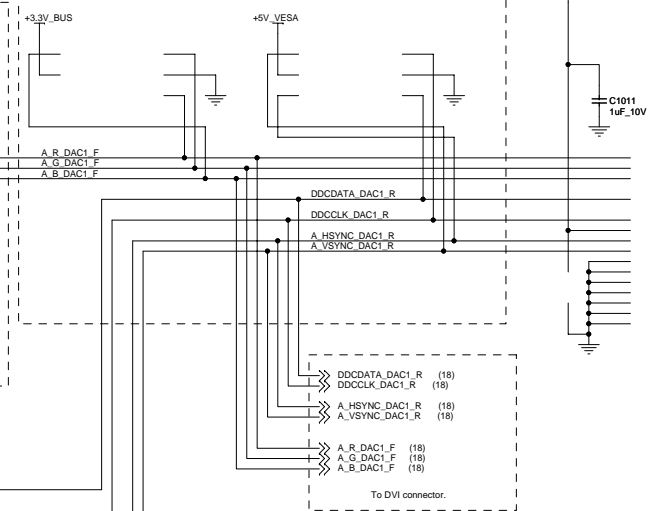 +3.3V_BUS
+5V_VESA
C1011
1uF_10V
A_R_DAC1_F
A_G_DAC1_F
A_B_DAC1_F
DDCDATA_DAC1_R
DDCCLK_DAC1_R
A_HSYNC_DAC1_R
A_VSYNC_DAC1_R
DDCDATA_DAC1_R (18)
DDCCLK_DAC1_R (18)
A_HSYNC_DAC1_R (18)
A_VSYNC_DAC1_R (18)
A_R_DAC1_F (18)
A_G_DAC1_F (18)
A_B_DAC1_F (18)
To DVI connector.